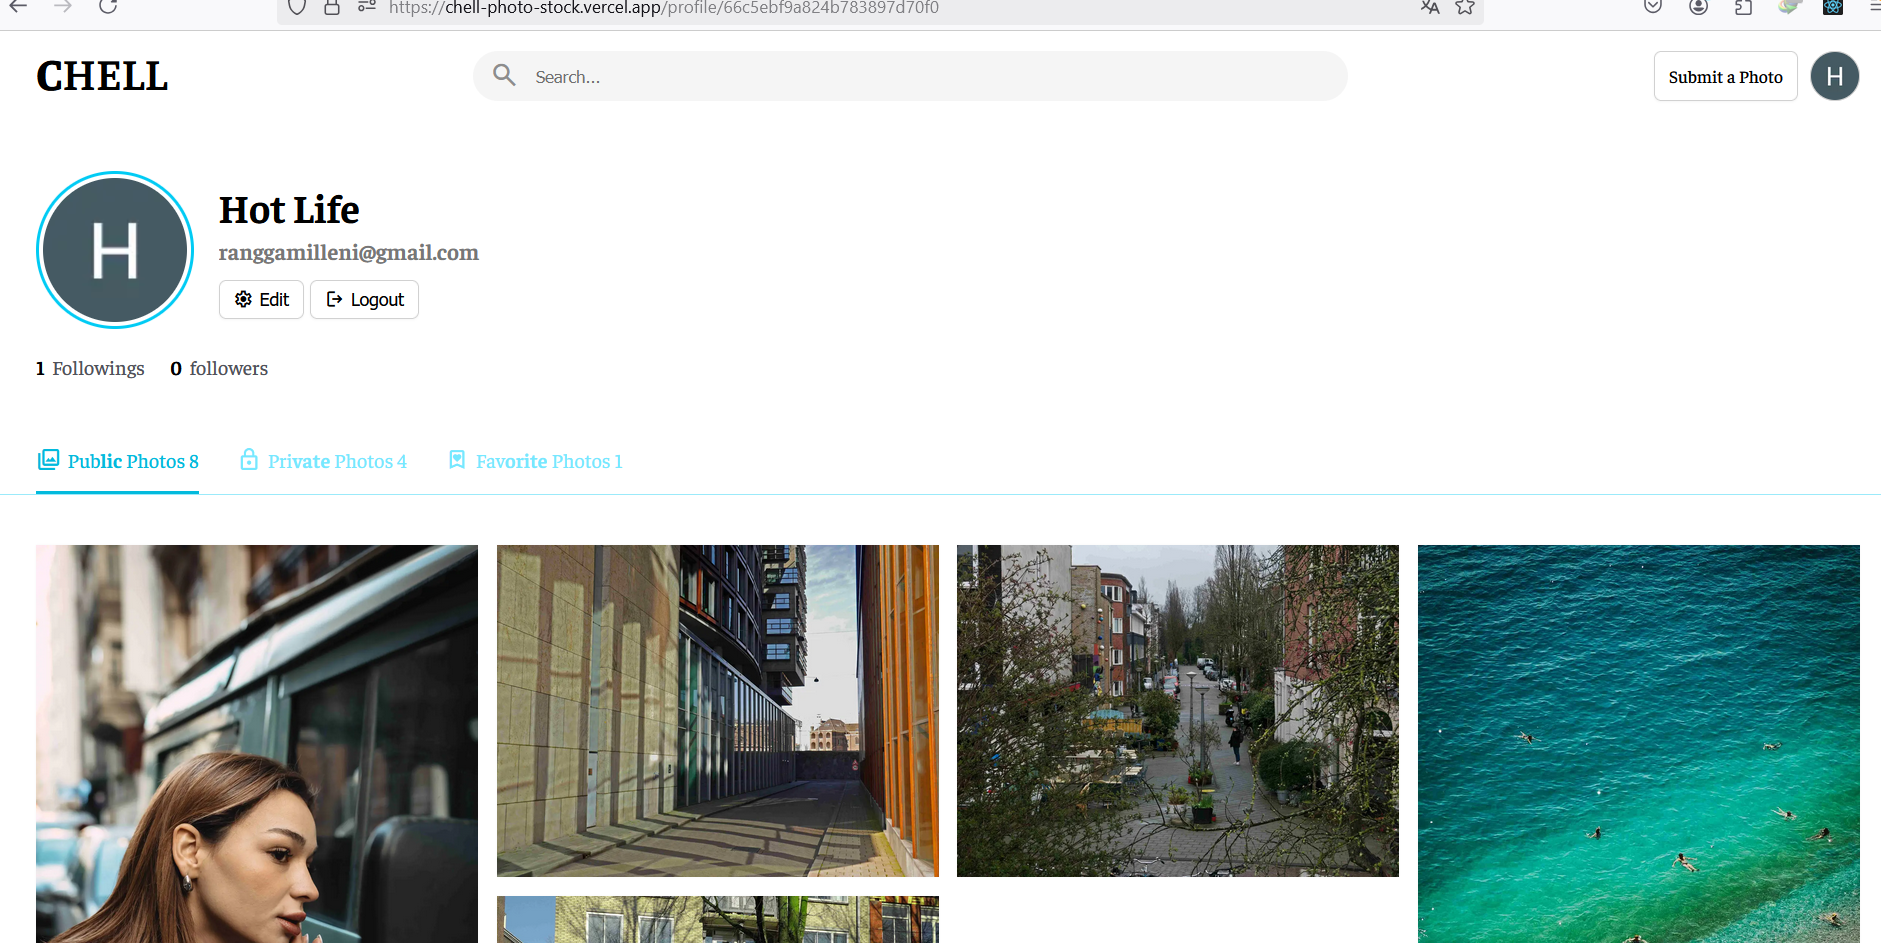 https://chell-photo-stock.vercel.app/profile/66c5ebf9a824b783897d70f0
CHELL
Search...
Submit a Photo
H
H
Hot Life
ranggamilleni@gmail.com
Edit
Logout
1 Followings
0 followers
Public Photos 8
Private Photos 4
Favorite Photos 1